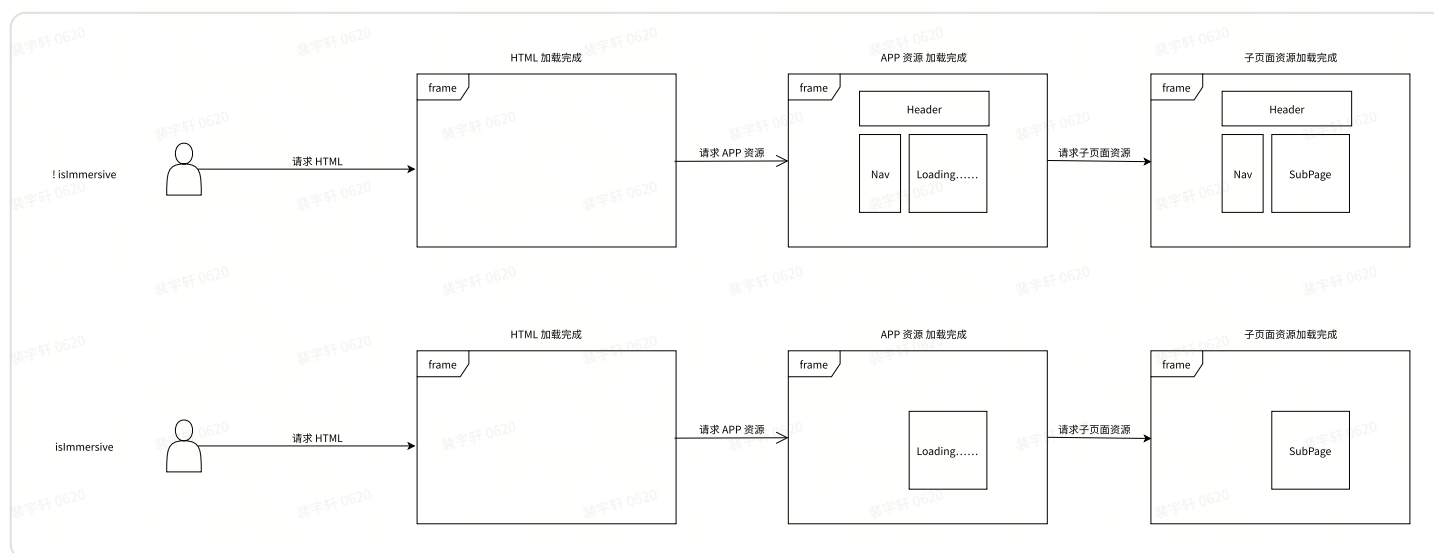 HTML 加载完成
APP 资源 加载完成
子页面资源加载完成
frame
frame
frame
Header
Header
! isImmersive
请求 HTML
请求 APP 资源
请求子页面资源
Nav
Loading……
Nav
SubPage
HTML 加载完成
APP 资源 加载完成
子页面资源加载完成
frame
frame
frame
isImmersive
请求 HTML
请求 APP 资源
请求子页面资源
Loading……
SubPage
裴宇轩 0620